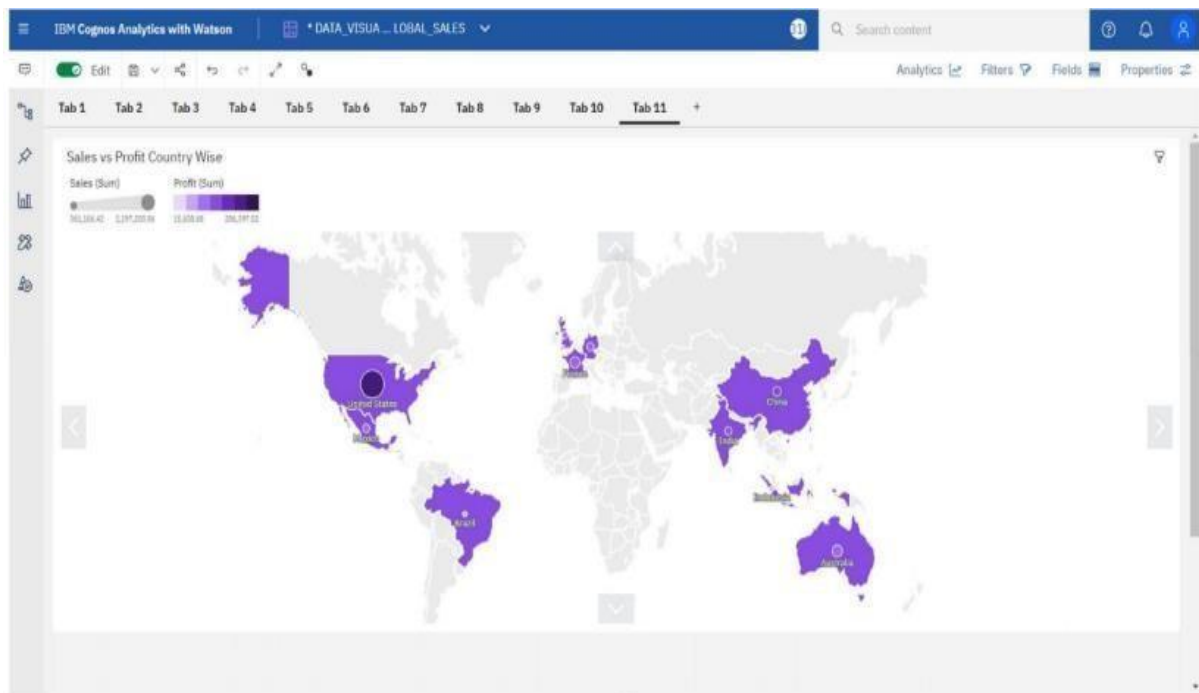 IBM Cognos Analytics with Watson
* DATA_VISUA ... LOBAL_SALES
Search content
Edit
Analytics
Filters
Fields
Properties
Tab 1
Tab 2
Tab 3
Tab 4
Tab 5
Tab 6
Tab 7
Tab 8
Tab 9
Tab 10
Tab 11
+
Sales vs Profit Country Wise
Sales (Sum)
Profit (Sum)
United States
Mexico
France
China
India
Indonesia
Brazil
Australia